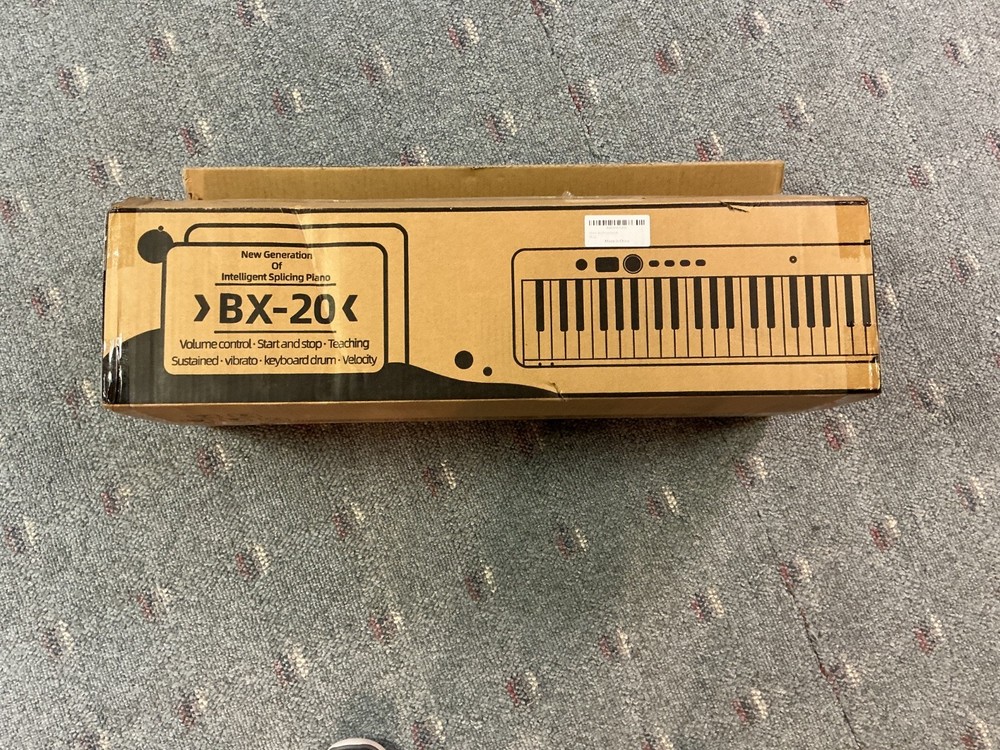 New Generation
Of
Intelligent Splicing Piano
BX-20
Volume control · Start and stop · Teaching
Sustained · vibrato · keyboard drum · Velocity